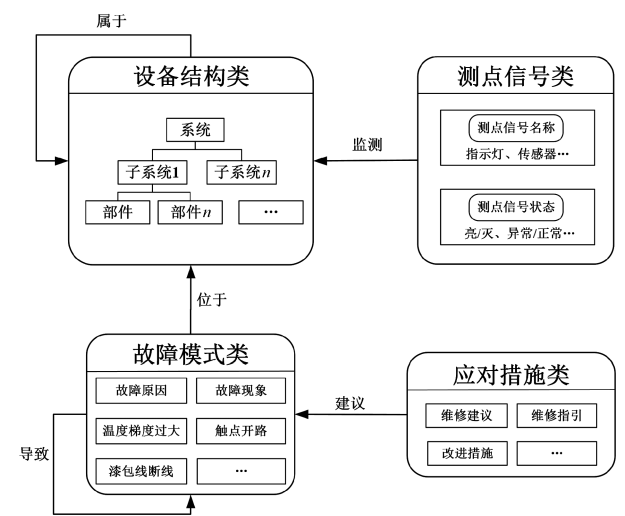 属于
设备结构类
系统
子系统1
子系统n
部件
部件n
...
监测
测点信号类
测点信号名称
指示灯、传感器...
测点信号状态
亮/灭、异常/正常...
位于
故障模式类
故障原因
故障现象
温度梯度过大
触点开路
漆包线断线
...
导致
建议
应对措施类
维修建议
维修指引
改进措施
...